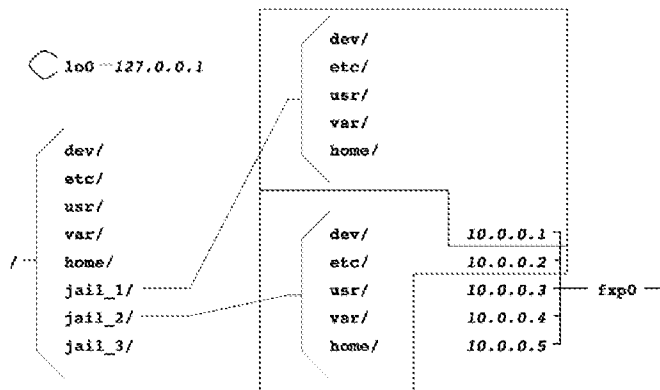 lo0 127.0.0.1
dev/
etc/
usr/
var/
home/
/
dev/
etc/
usr/
var/
home/
jail_1/
jail_2/
jail_3/
dev/
etc/
usr/
var/
home/
10.0.0.1
10.0.0.2
10.0.0.3
10.0.0.4
10.0.0.5
fxp0